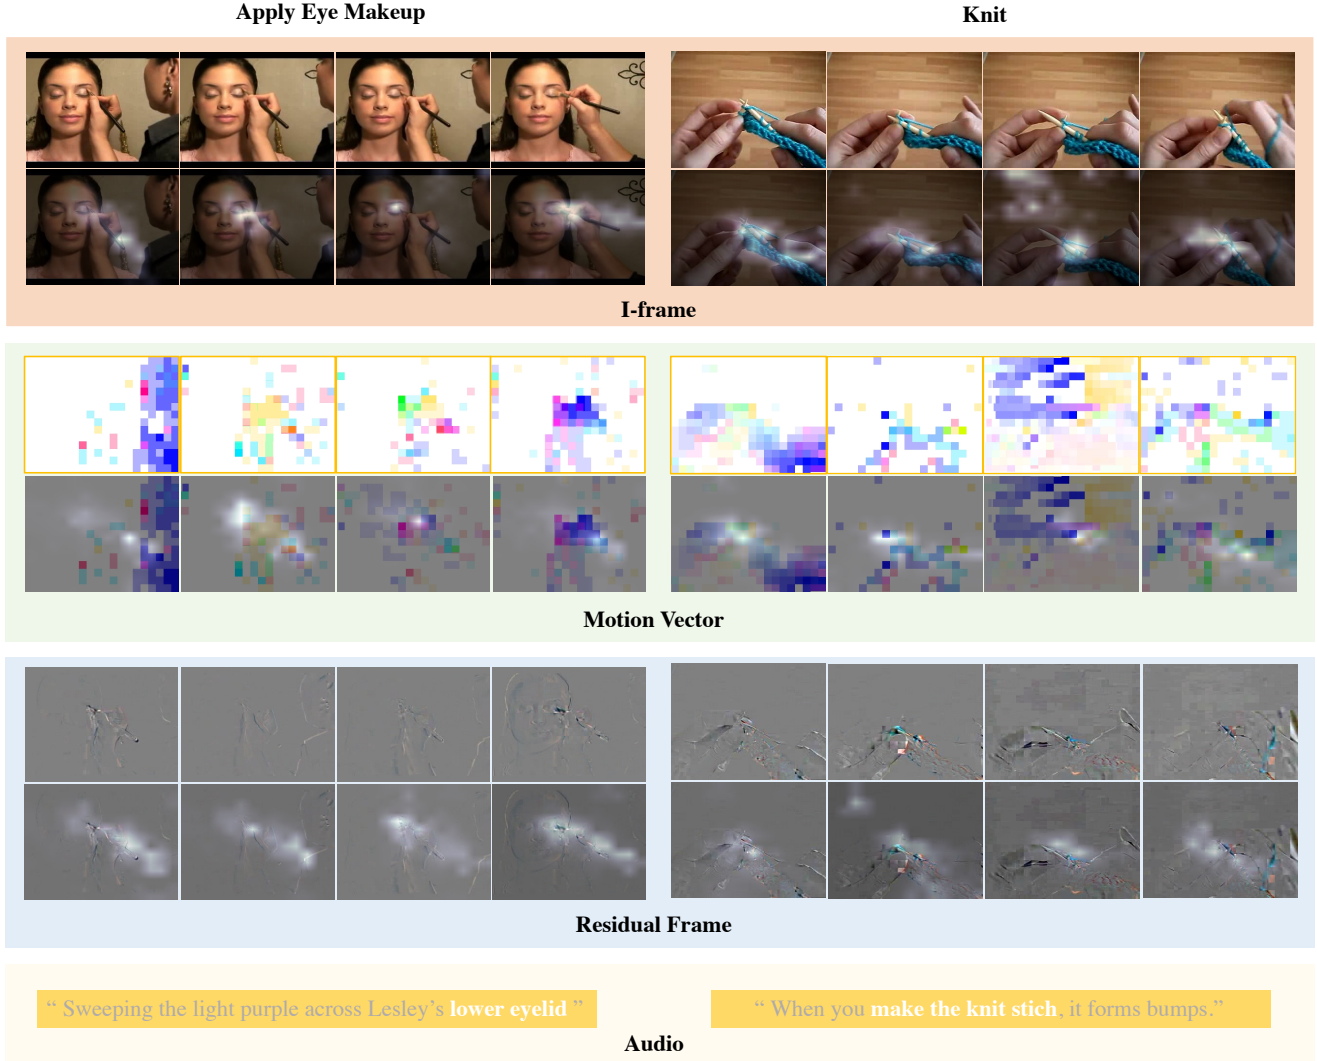 Apply Eye Makeup
Knit
I-frame
Motion Vector
Residual Frame
“ Sweeping the light purple across Lesley’s lower eyelid ”
“ When you make the knit stich, it forms bumps.”
Audio